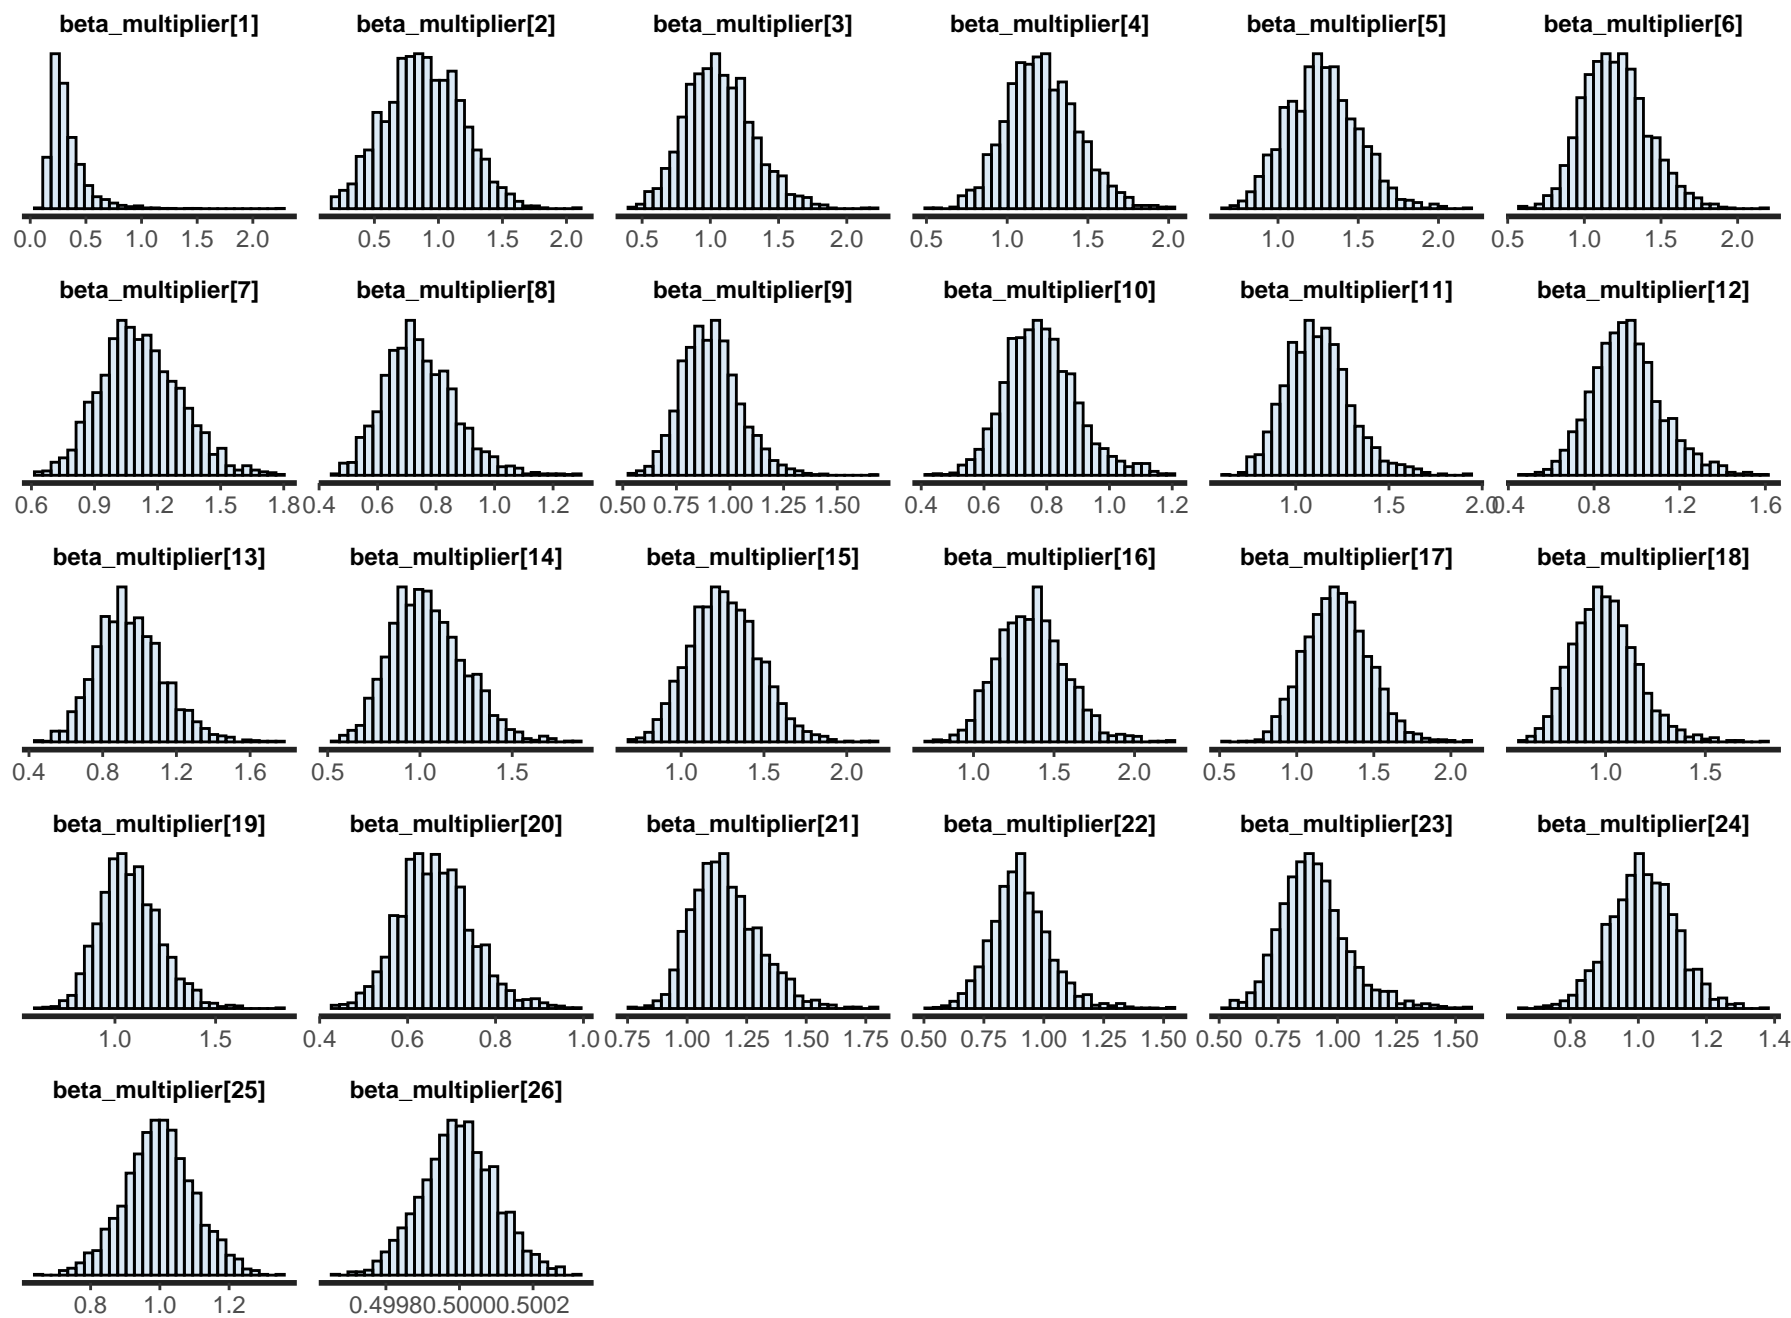 beta_multiplier[1] beta_multiplier[2] beta_multiplier[3] beta_multiplier[4] beta_multiplier[5] beta_multiplier[6]
0.0 0.5 1.0 1.5 2.0 0.5 1.0 1.5 2.0 0.5 1.0 1.5 2.0 0.5 1.0 1.5 2.0 1.0 1.5 2.0 0.5 1.0 1.5 2.0
beta_multiplier[7] beta_multiplier[8] beta_multiplier[9] beta_multiplier[10] beta_multiplier[11] beta_multiplier[12]
0.6 0.9 1.2 1.5 1.8 0.4 0.6 0.8 1.0 1.2 0.50 0.75 1.00 1.25 1.50 0.4 0.6 0.8 1.0 1.2 1.0 1.5 2.0 0.4 0.8 1.2 1.6
beta_multiplier[13] beta_multiplier[14] beta_multiplier[15] beta_multiplier[16] beta_multiplier[17] beta_multiplier[18]
0.4 0.8 1.2 1.6 0.5 1.0 1.5 1.0 1.5 2.0 1.0 1.5 2.0 0.5 1.0 1.5 2.0 1.0 1.5
beta_multiplier[19] beta_multiplier[20] beta_multiplier[21] beta_multiplier[22] beta_multiplier[23] beta_multiplier[24]
1.0 1.5 0.4 0.6 0.8 1.0 0.75 1.00 1.25 1.50 1.75 0.50 0.75 1.00 1.25 1.50 0.50 0.75 1.00 1.25 1.50 0.8 1.0 1.2 1.4
beta_multiplier[25] beta_multiplier[26]
0.8 1.0 1.2 0.4998 0.5000 0.5002